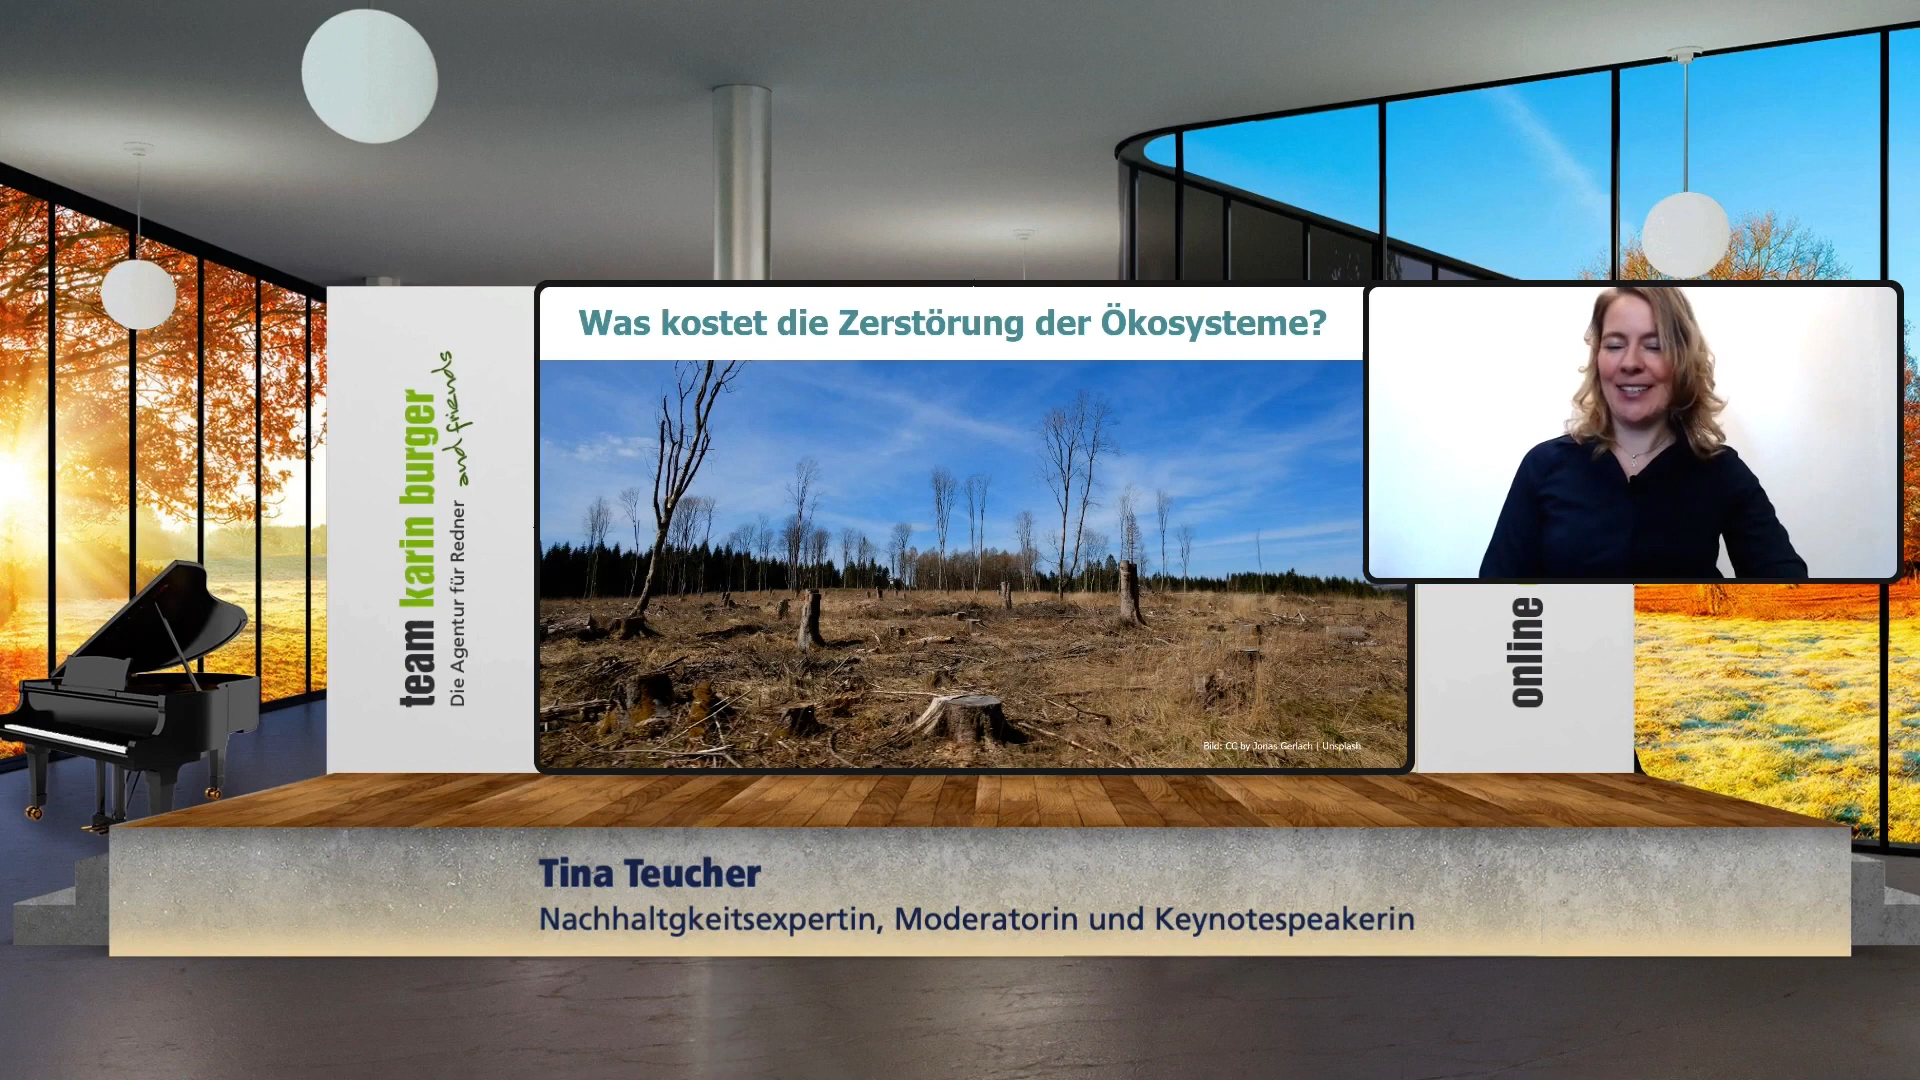 team karin burger
and friends
Die Agentur für Redner
Was kostet die Zerstörung der Ökosysteme?
Bild: CC by Jonas Gerlach | Unsplash
online
Tina Teucher
Nachhaltgkeitsexpertin, Moderatorin und Keynotespeakerin